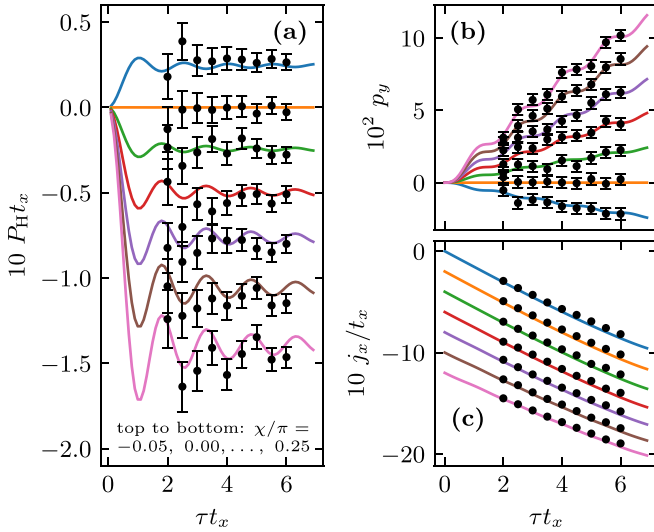 (a)
10 P_H t_x
0.5
0.0
−0.5
−1.0
−1.5
−2.0
top to bottom: χ/π =
−0.05, 0.00, . . . , 0.25
0 2 4 6
τt_x
(b)
10² p_y
10
5
0
(c)
10 j_x/t_x
0
−10
−20
0 2 4 6
τt_x